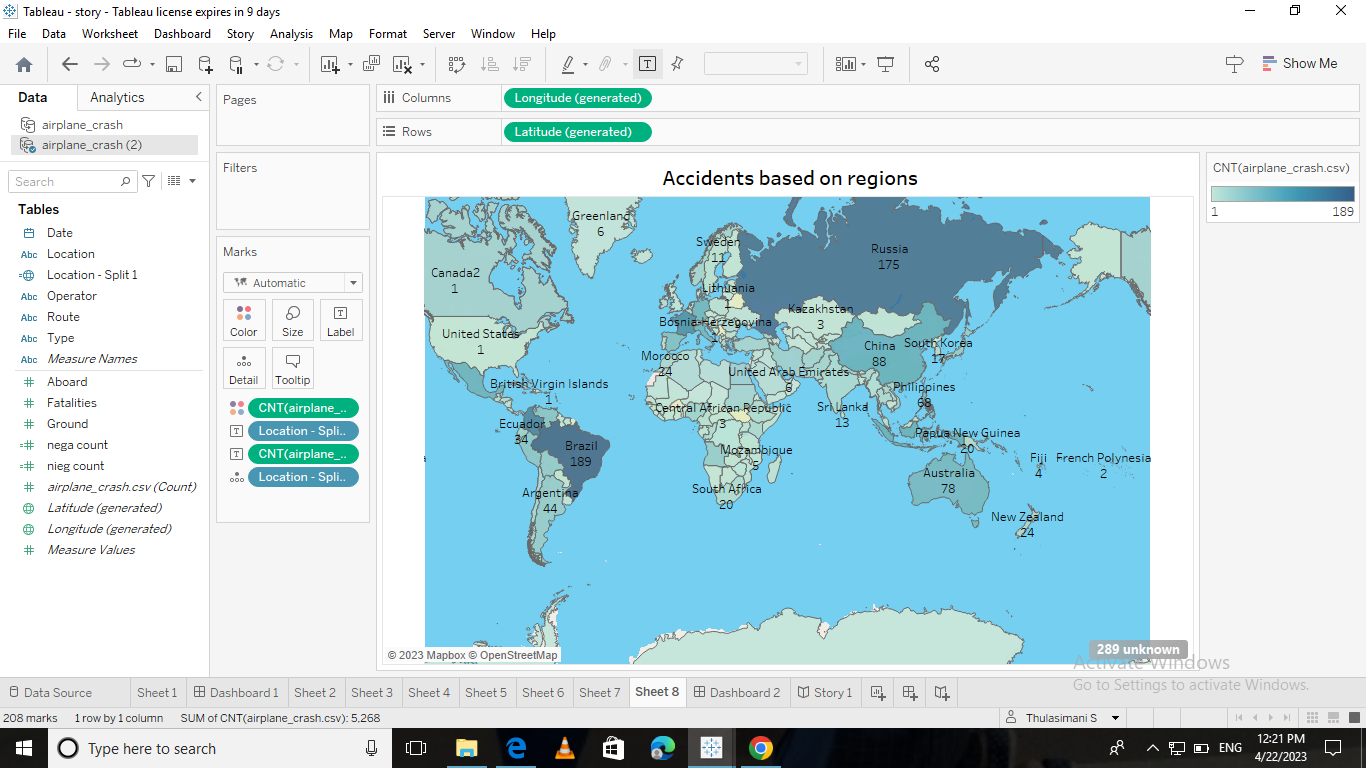 Tableau - story - Tableau license expires in 9 days
File Data Worksheet Dashboard Story Analysis Map Format Server Window Help
Show Me
Data Analytics
airplane_crash
airplane_crash (2)
Search
Tables
Date
Abc Location
Location - Split 1
Abc Operator
Abc Route
Abc Type
Abc Measure Names
Aboard
Fatalities
Ground
nega count
nieg count
airplane_crash.csv (Count)
Latitude (generated)
Longitude (generated)
Measure Values
Pages
Filters
Marks
Automatic
Color Size Label
Detail Tooltip
CNT(airplane_..
Location - Spli..
CNT(airplane_..
Location - Spli..
Columns Longitude (generated)
Rows Latitude (generated)
Accidents based on regions
Greenland
6
Sweden
11
Russia
175
Canada2
1
Lithuania
1
Kazakhstan
3
Bosnia-Herzegovina
1
United States
1
China
88
South Korea
17
Morocco
24
United Arab Emirates
6
British Virgin Islands
1
Philippines
68
Central African Republic
3
Sri Lanka
13
Ecuador
34
Brazil
189
Papua New Guinea
20
Mozambique
5
Fiji
4
French Polynesia
2
Australia
78
Argentina
44
South Africa
20
New Zealand
24
© 2023 Mapbox © OpenStreetMap
289 unknown
CNT(airplane_crash.csv)
1 189
Activate Windows
Go to Settings to activate Windows.
Data Source Sheet 1 Dashboard 1 Sheet 2 Sheet 3 Sheet 4 Sheet 5 Sheet 6 Sheet 7 Sheet 8 Dashboard 2 Story 1
208 marks 1 row by 1 column SUM of CNT(airplane_crash.csv): 5,268
Thulasimani S
Type here to search
ENG
12:21 PM
4/22/2023